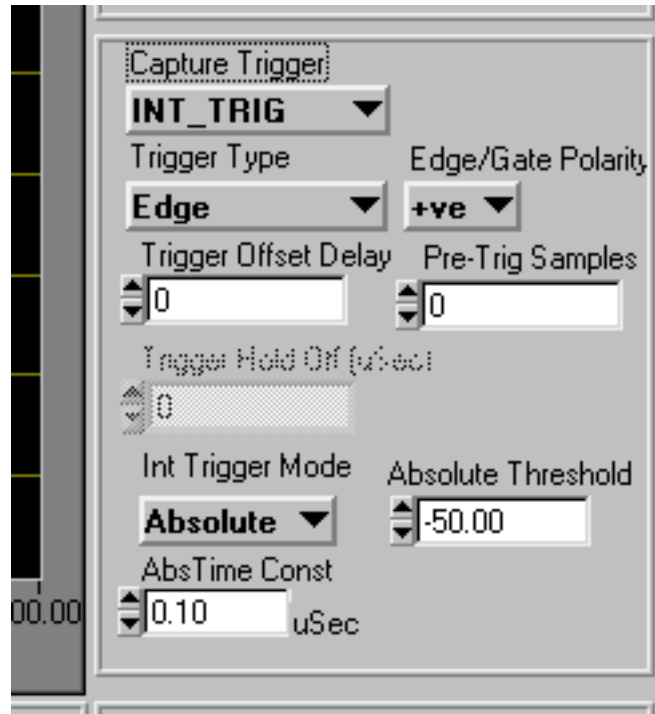 Capture Trigger
INT_TRIG
Trigger Type
Edge/Gate Polarity
Edge
+ve
Trigger Offset Delay
Pre-Trig Samples
0
0
Trigger Hold Off (uSec)
0
Int Trigger Mode
Absolute Threshold
Absolute
-50.00
AbsTime Const
00.00
0.10
uSec